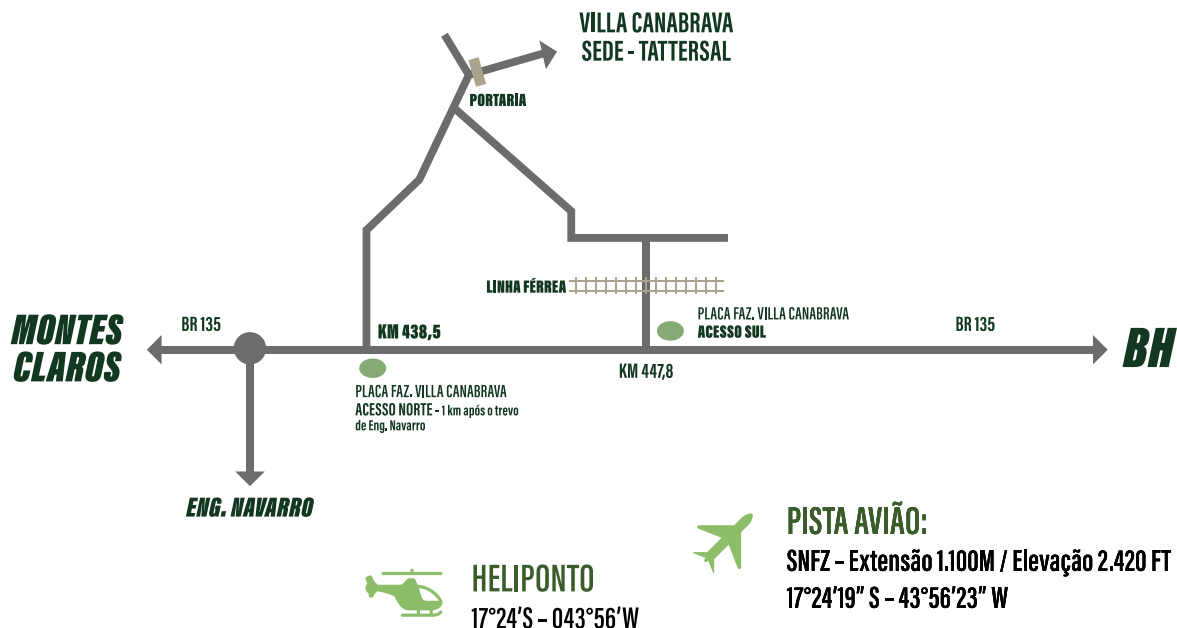 VILLA CANABRAVA
SEDE - TATTERSAL
PORTARIA
LINHA FÉRREA
PLACA FAZ. VILLA CANABRAVA
ACESSO SUL
MONTES
CLAROS
BR 135
KM 438,5
BR 135
BH
KM 447,8
PLACA FAZ. VILLA CANABRAVA
ACESSO NORTE - 1 km após o trevo
de Eng. Navarro
ENG. NAVARRO
HELIPONTO
17°24'S – 043°56'W
PISTA AVIÃO:
SNFZ – Extensão 1.100M / Elevação 2.420 FT
17°24'19" S – 43°56'23" W